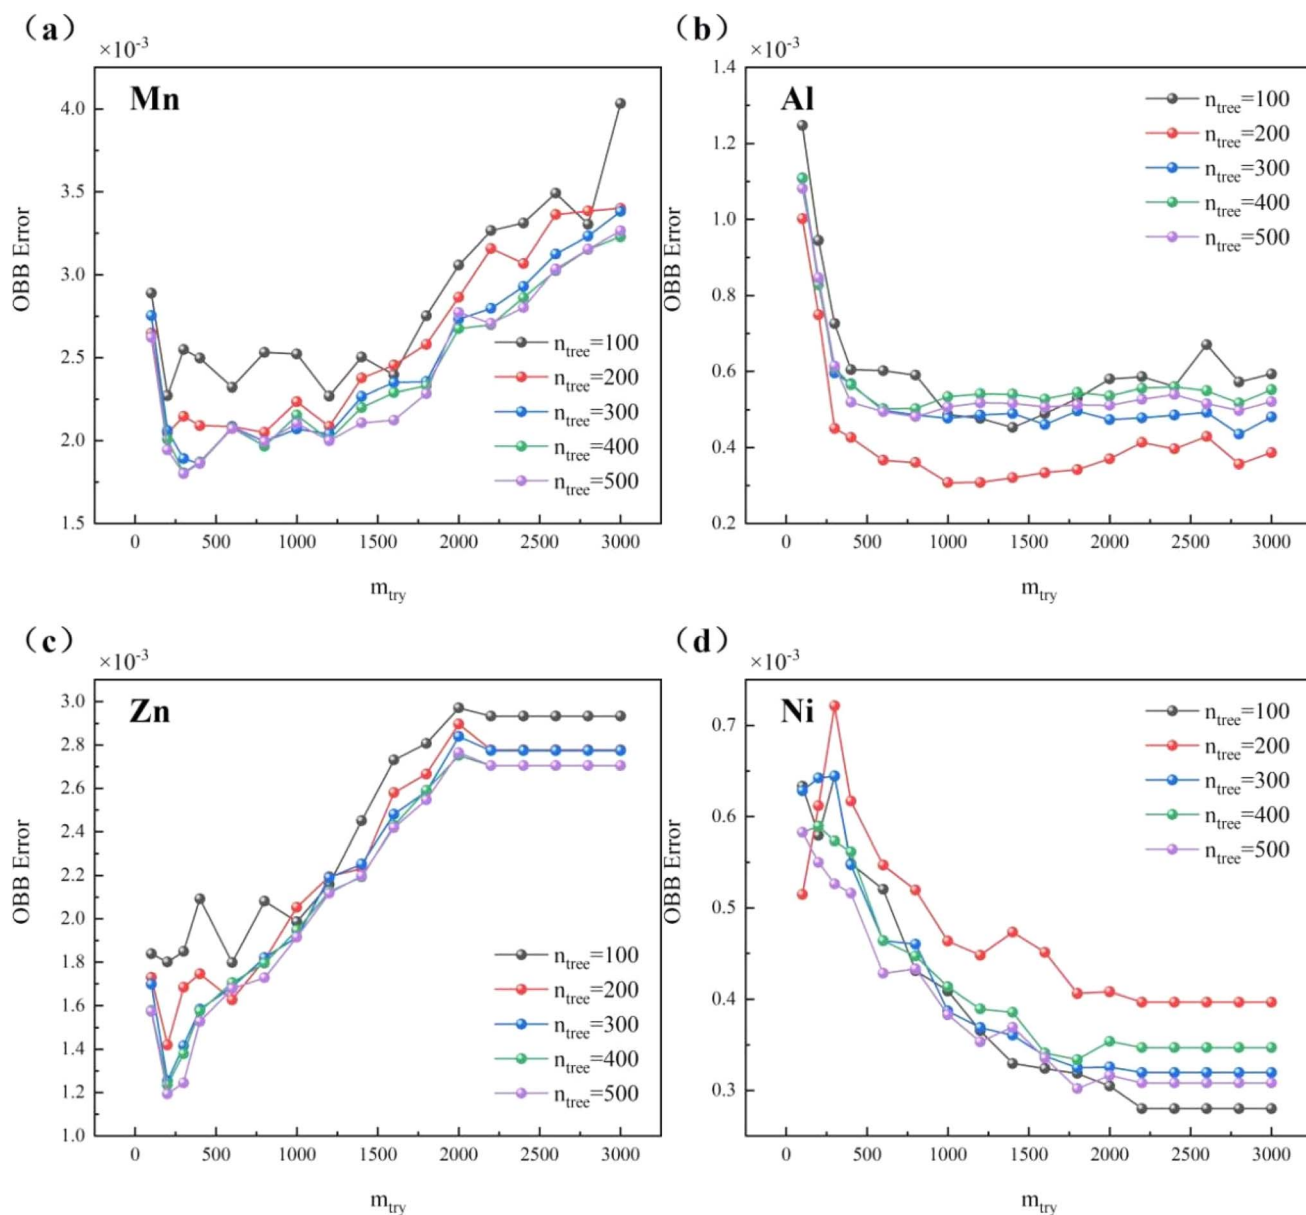 (a)
×10⁻³
Mn
4.0
3.5
3.0
2.5
2.0
1.5
OBB Error
n_tree=100
n_tree=200
n_tree=300
n_tree=400
n_tree=500
0 500 1000 1500 2000 2500 3000
m_try
(b)
×10⁻³
Al
1.4
1.2
1.0
0.8
0.6
0.4
0.2
OBB Error
n_tree=100
n_tree=200
n_tree=300
n_tree=400
n_tree=500
0 500 1000 1500 2000 2500 3000
m_try
(c)
×10⁻³
Zn
3.0
2.8
2.6
2.4
2.2
2.0
1.8
1.6
1.4
1.2
1.0
OBB Error
n_tree=100
n_tree=200
n_tree=300
n_tree=400
n_tree=500
0 500 1000 1500 2000 2500 3000
m_try
(d)
×10⁻³
Ni
0.7
0.6
0.5
0.4
0.3
OBB Error
n_tree=100
n_tree=200
n_tree=300
n_tree=400
n_tree=500
0 500 1000 1500 2000 2500 3000
m_try